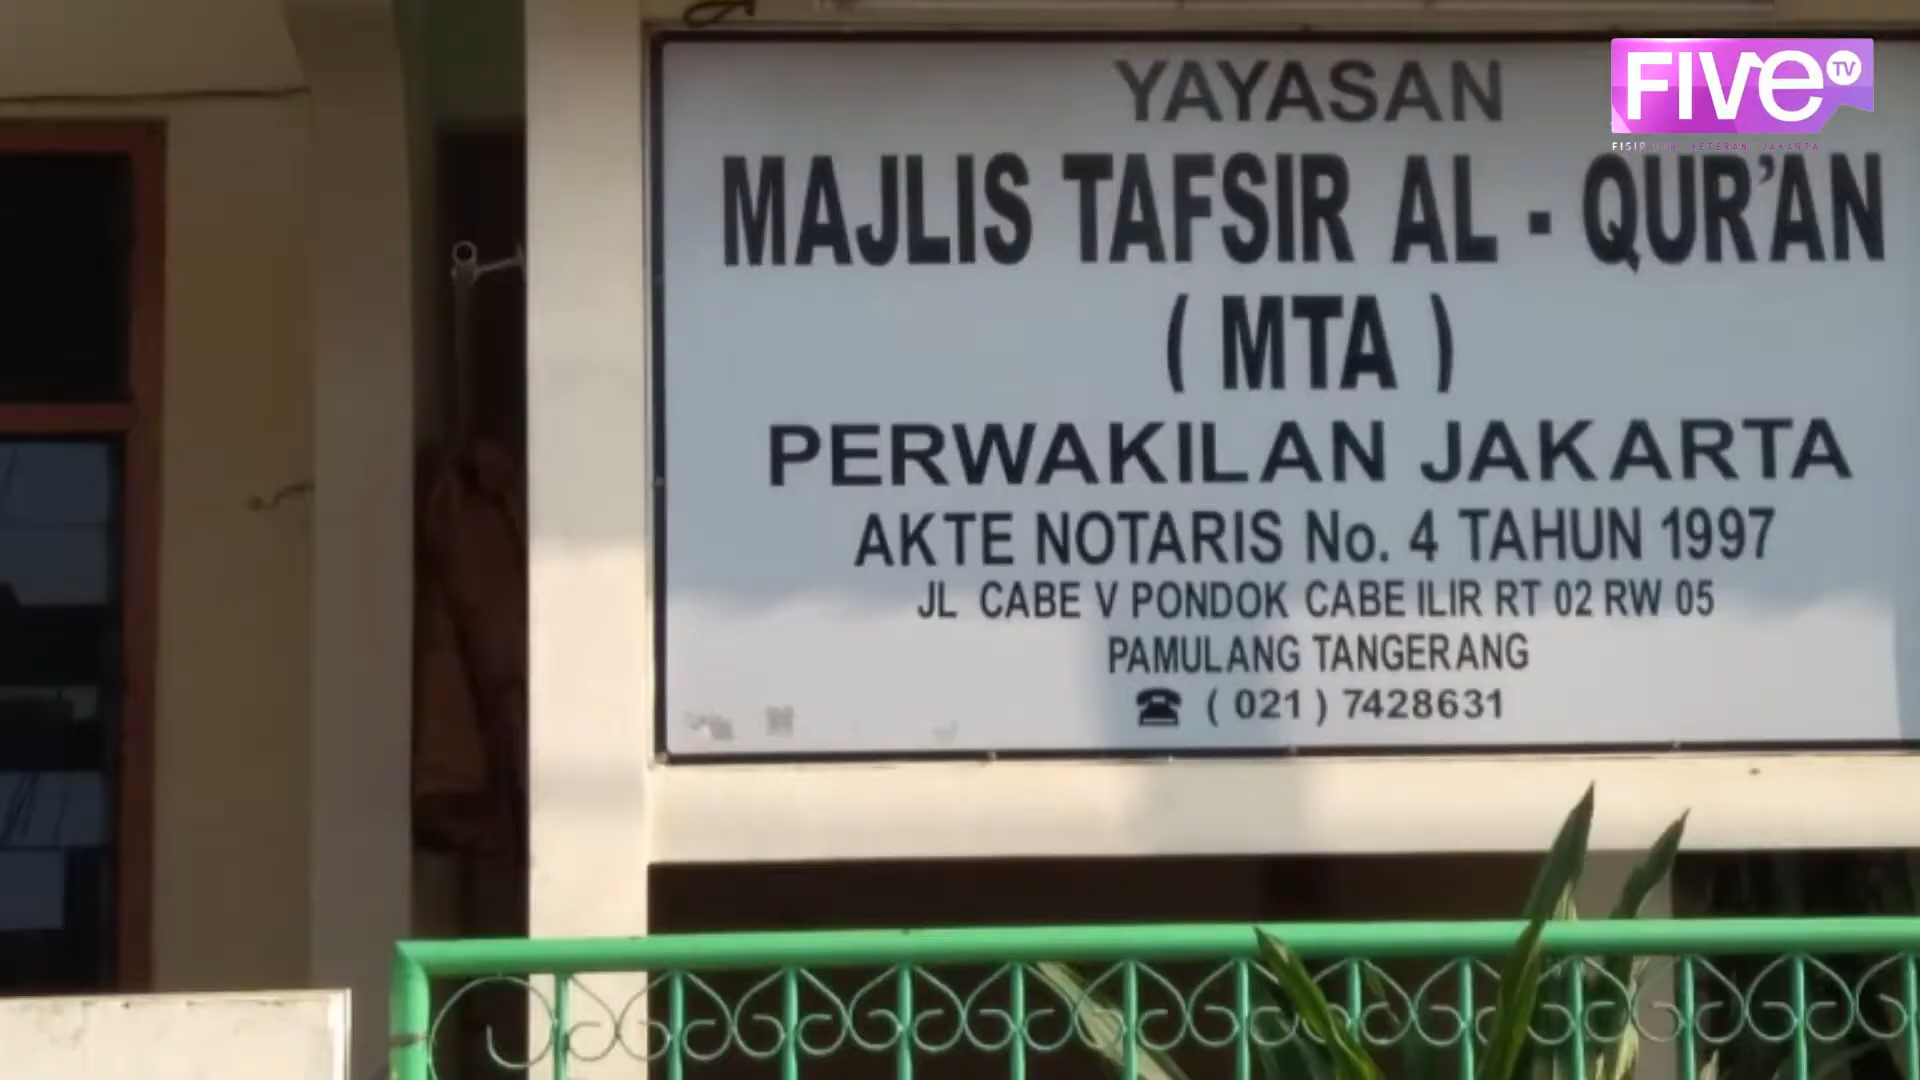 FIVe TV
YAYASAN
MAJLIS TAFSIR AL - QUR'AN
( MTA )
PERWAKILAN JAKARTA
AKTE NOTARIS No. 4 TAHUN 1997
JL CABE V PONDOK CABE ILIR RT 02 RW 05
PAMULANG TANGERANG
☎ ( 021 ) 7428631